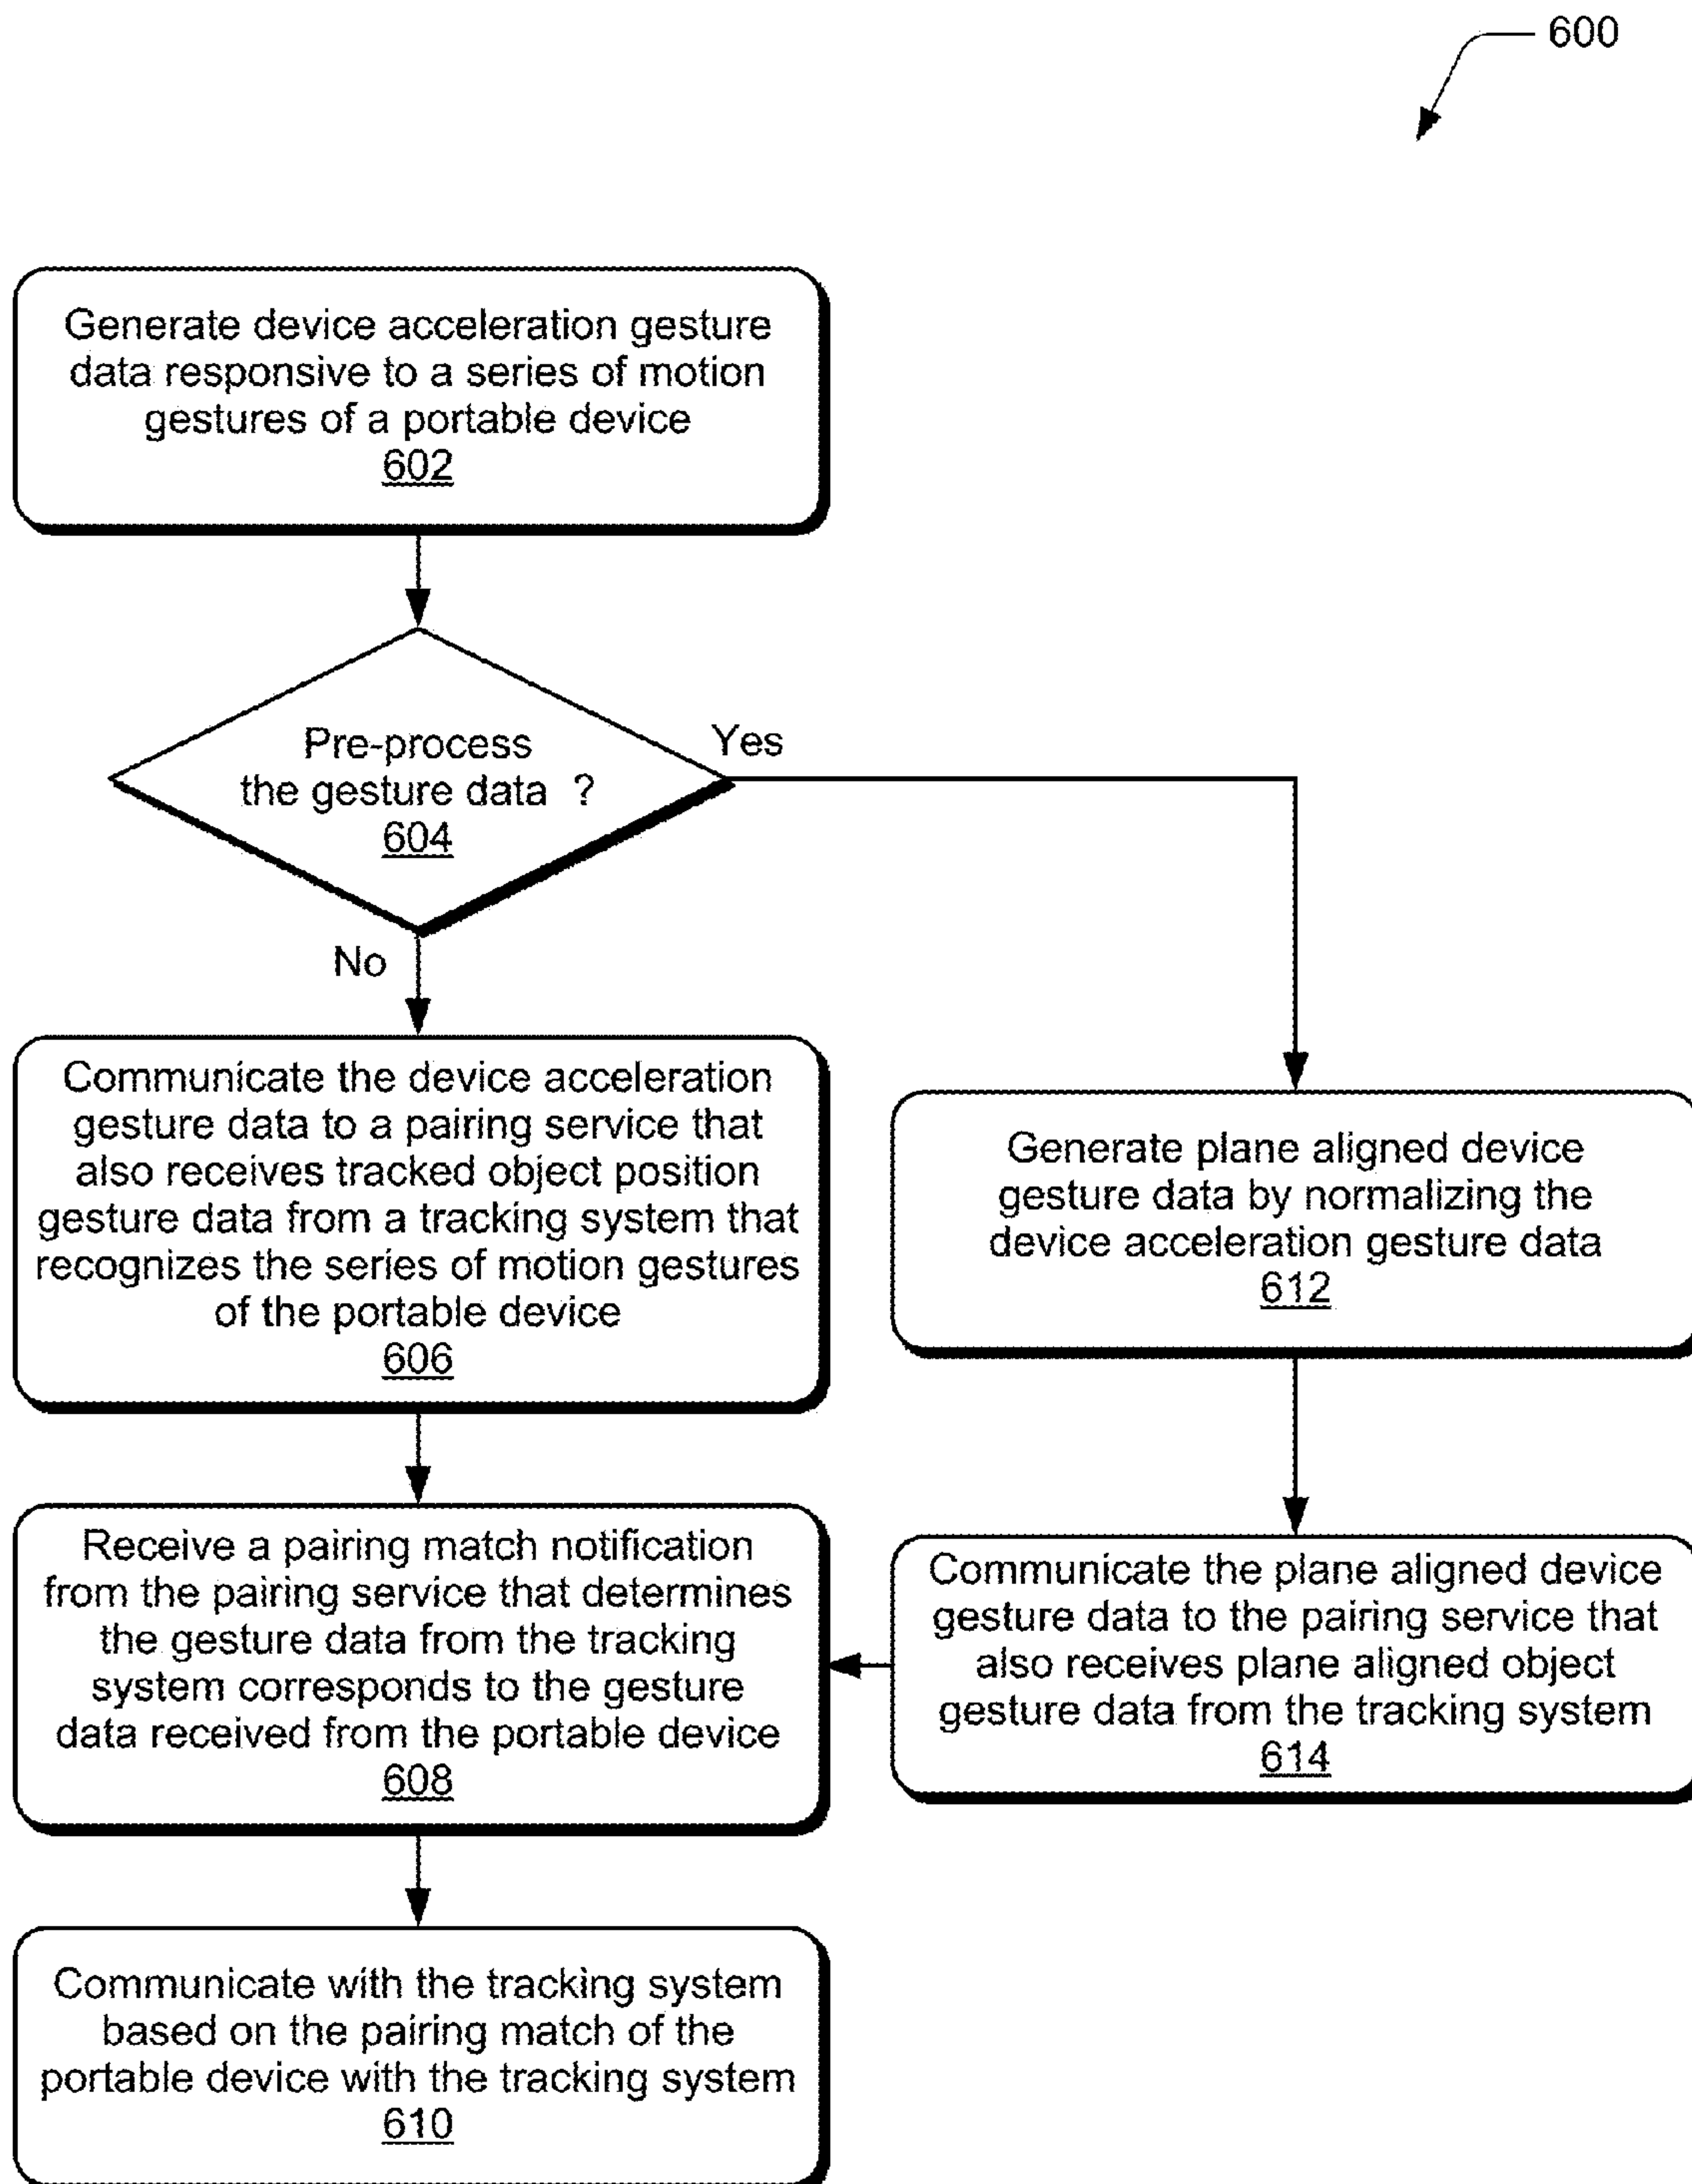 600
Generate device acceleration gesture
data responsive to a series of motion
gestures of a portable device
602
Pre-process
the gesture data ?
604
Yes
No
Communicate the device acceleration
gesture data to a pairing service that
also receives tracked object position
gesture data from a tracking system that
recognizes the series of motion gestures
of the portable device
606
Generate plane aligned device
gesture data by normalizing the
device acceleration gesture data
612
Receive a pairing match notification
from the pairing service that determines
the gesture data from the tracking
system corresponds to the gesture
data received from the portable device
608
Communicate the plane aligned device
gesture data to the pairing service that
also receives plane aligned object
gesture data from the tracking system
614
Communicate with the tracking system
based on the pairing match of the
portable device with the tracking system
610